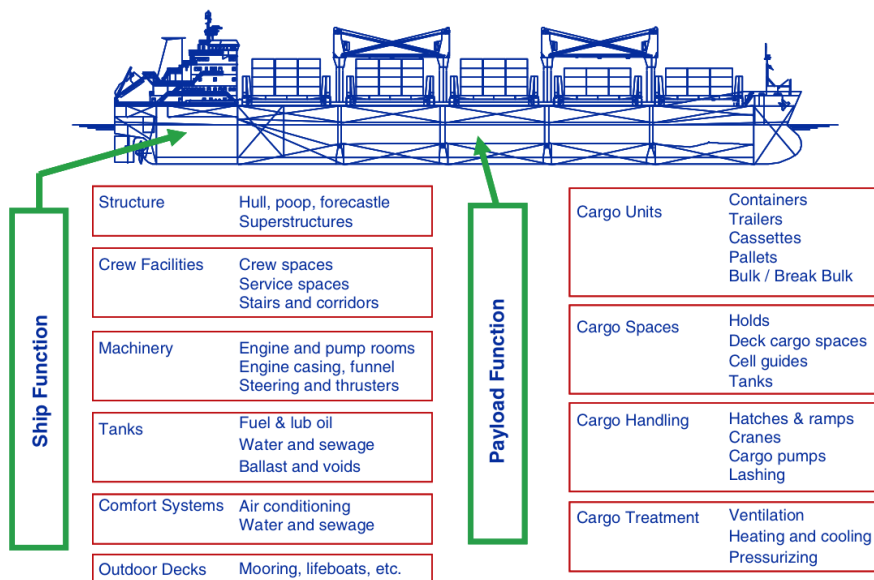 Ship Function
Structure
Hull, poop, forecastle
Superstructures
Crew Facilities
Crew spaces
Service spaces
Stairs and corridors
Machinery
Engine and pump rooms
Engine casing, funnel
Steering and thrusters
Tanks
Fuel & lub oil
Water and sewage
Ballast and voids
Comfort Systems
Air conditioning
Water and sewage
Outdoor Decks
Mooring, lifeboats, etc.
Payload Function
Cargo Units
Containers
Trailers
Cassettes
Pallets
Bulk / Break Bulk
Cargo Spaces
Holds
Deck cargo spaces
Cell guides
Tanks
Cargo Handling
Hatches & ramps
Cranes
Cargo pumps
Lashing
Cargo Treatment
Ventilation
Heating and cooling
Pressurizing